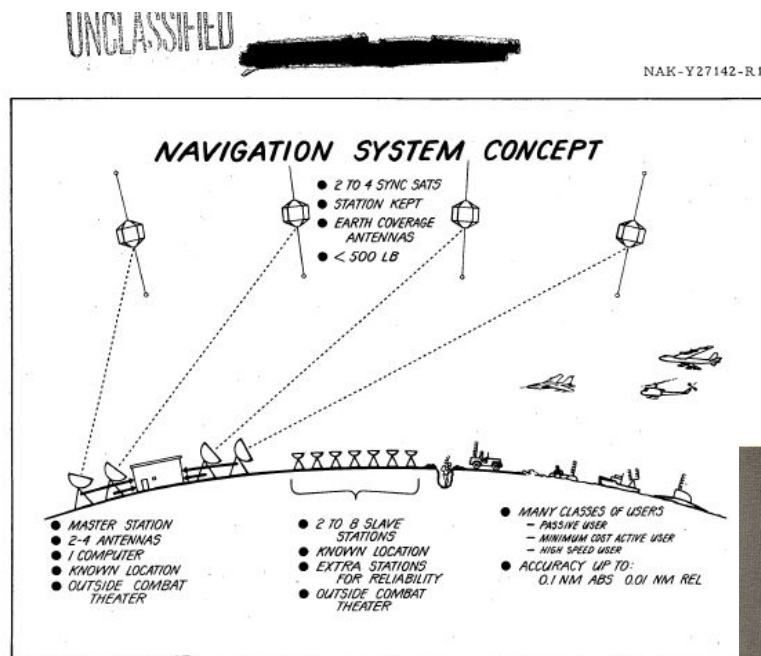 UNCLASSIFIED
NAK-Y27142-R1
NAVIGATION SYSTEM CONCEPT
● 2 TO 4 SYNC SATS
● STATION KEPT
● EARTH COVERAGE
ANTENNAS
● < 500 LB
● MASTER STATION
● 2-4 ANTENNAS
● 1 COMPUTER
● KNOWN LOCATION
● OUTSIDE COMBAT
THEATER
● 2 TO 8 SLAVE
STATIONS
● KNOWN LOCATION
● EXTRA STATIONS
FOR RELIABILITY
● OUTSIDE COMBAT
THEATER
● MANY CLASSES OF USERS
– PASSIVE USER
– MINIMUM COST ACTIVE USER
– HIGH SPEED USER
● ACCURACY UP TO:
0.1 NM ABS 0.01 NM REL